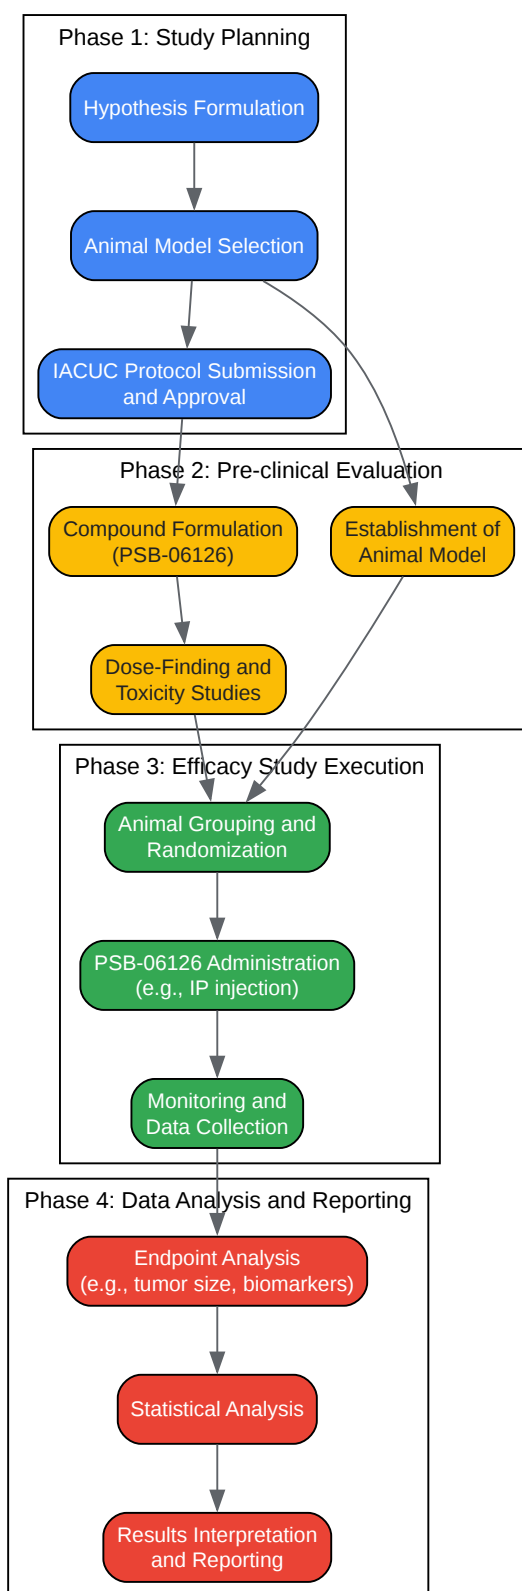 Phase 1: Study Planning
Hypothesis Formulation
Animal Model Selection
IACUC Protocol Submission
and Approval
Phase 2: Pre-clinical Evaluation
Compound Formulation
(PSB-06126)
Establishment of
Animal Model
Dose-Finding and
Toxicity Studies
Phase 3: Efficacy Study Execution
Animal Grouping and
Randomization
PSB-06126 Administration
(e.g., IP injection)
Monitoring and
Data Collection
Phase 4: Data Analysis and Reporting
Endpoint Analysis
(e.g., tumor size, biomarkers)
Statistical Analysis
Results Interpretation
and Reporting